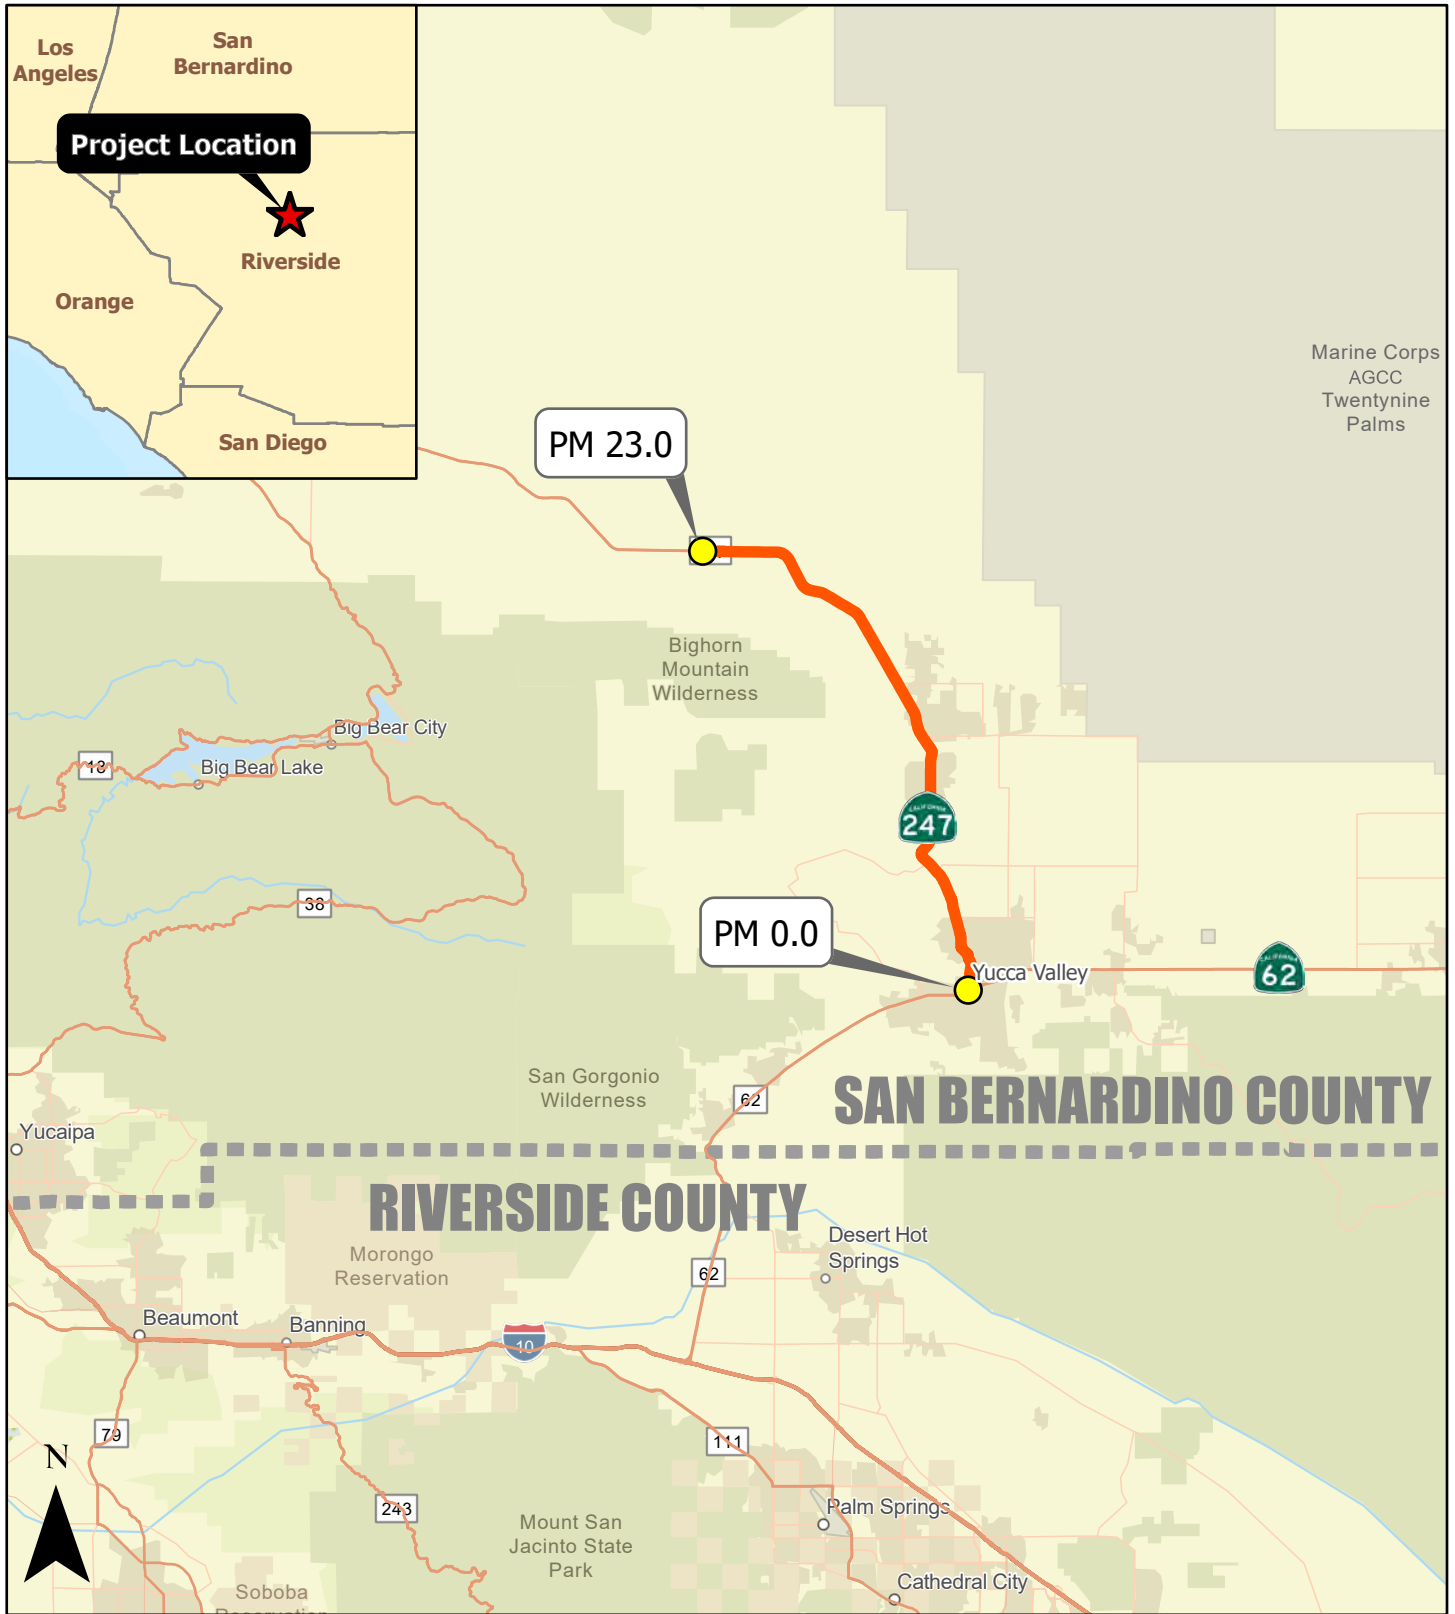 Los
Angeles
San
Bernardino
Project Location
Riverside
Orange
San Diego
Marine Corps
AGCC
Twentynine
Palms
PM 23.0
Bighorn
Mountain
Wilderness
Big Bear City
18
Big Bear Lake
CALIFORNIA
247
38
PM 0.0
Yucca Valley
CALIFORNIA
62
San Gorgonio
Wilderness
62
SAN BERNARDINO COUNTY
Yucaipa
RIVERSIDE COUNTY
Morongo
Reservation
Desert Hot
Springs
62
Beaumont
Banning
10
79
111
N
243
Palm Springs
Mount San
Jacinto State
Park
Cathedral City
Soboba
Reservation